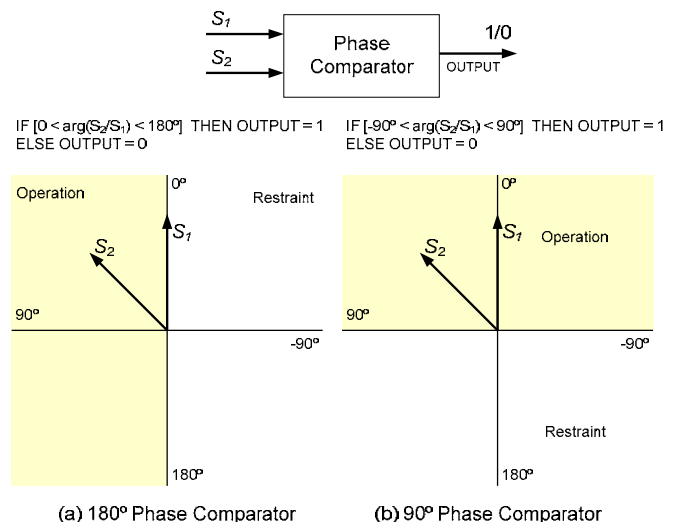 S1
S2
Phase
Comparator
1/0
OUTPUT
IF [0 < arg(S2/S1) < 180º] THEN OUTPUT = 1
ELSE OUTPUT = 0
IF [-90º < arg(S2/S1) < 90º] THEN OUTPUT = 1
ELSE OUTPUT = 0
Operation
0º
Restraint
S2
S1
90º
-90º
180º
(a) 180º Phase Comparator
0º
S2
S1
Operation
90º
-90º
Restraint
180º
(b) 90º Phase Comparator